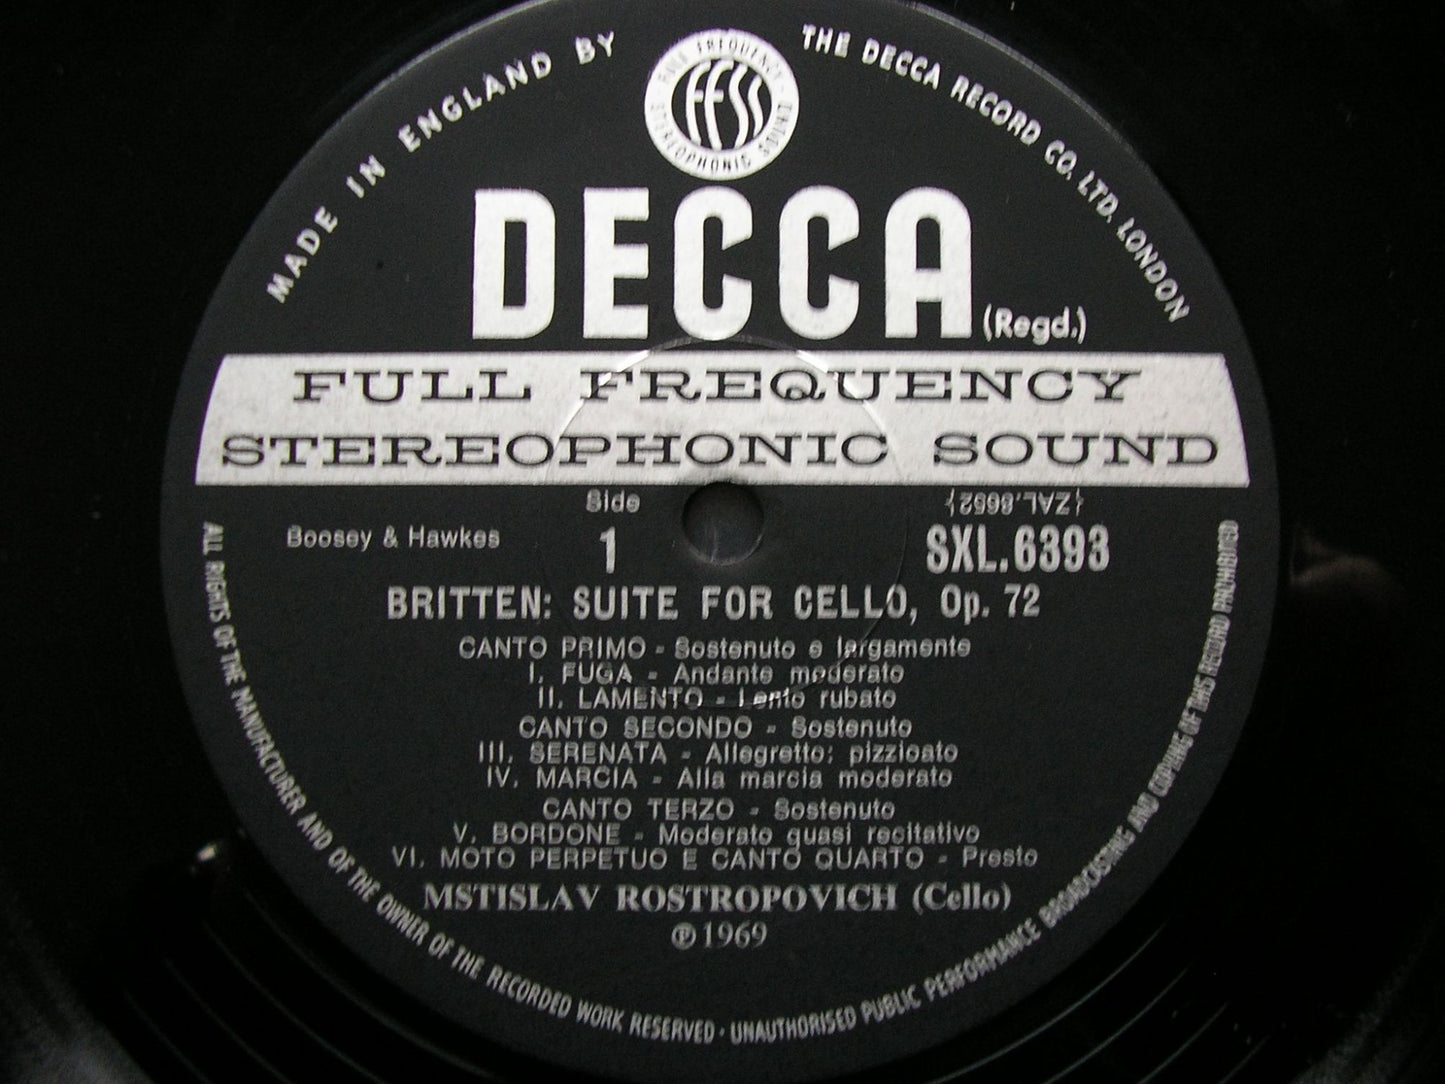 MADE IN ENGLAND BY
THE DECCA RECORD CO. LTD. LONDON
FULL FREQUENCY
STEREOPHONIC SOUND
FFSS
DECCA
(Regd.)
FULL FREQUENCY
STEREOPHONIC SOUND
Side
{ZAL.8652}
Boosey & Hawkes
1
SXL.6393
BRITTEN: SUITE FOR CELLO, Op. 72
CANTO PRIMO - Sostenuto e largamente
I. FUGA - Andante moderato
II. LAMENTO - Lento rubato
CANTO SECONDO - Sostenuto
III. SERENATA - Allegretto: pizzicato
IV. MARCIA - Alla marcia moderato
CANTO TERZO - Sostenuto
V. BORDONE - Moderato quasi recitativo
VI. MOTO PERPETUO E CANTO QUARTO - Presto
MSTISLAV ROSTROPOVICH (Cello)
℗1969
ALL RIGHTS OF THE MANUFACTURER AND OF THE OWNER OF THE RECORDED WORK RESERVED · UNAUTHORISED PUBLIC PERFORMANCE BROADCASTING AND COPYING OF THIS RECORD PROHIBITED